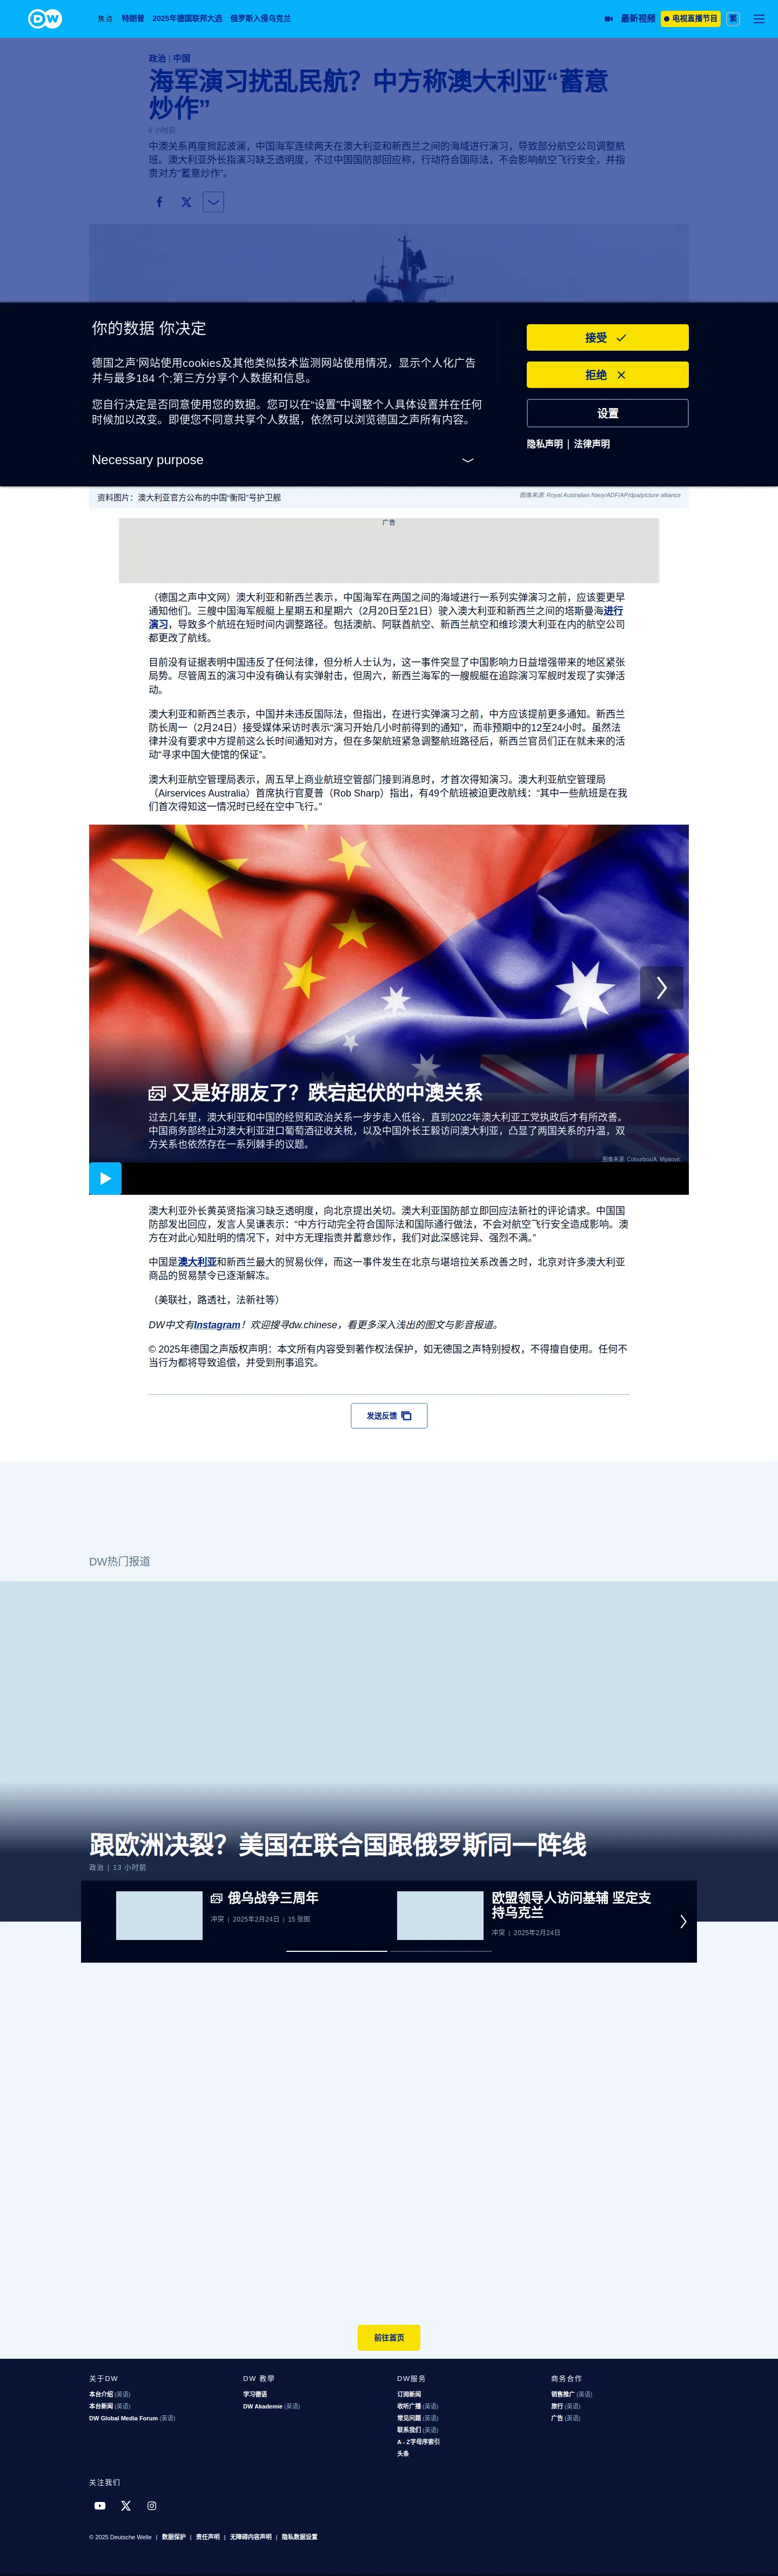 DW
焦点 特朗普 2025年德国联邦大选 俄罗斯入侵乌克兰 最新视频 电视直播节目 繁
政治 | 中国
海军演习扰乱民航？中方称澳大利亚“蓄意
炒作”
6 小时前
中澳关系再度掀起波澜，中国海军连续两天在澳大利亚和新西兰之间的海域进行演习，导致部分航空公司调整航
班。澳大利亚外长指演习缺乏透明度，不过中国国防部回应称，行动符合国际法，不会影响航空飞行安全，并指
责对方“蓄意炒作”。
你的数据 你决定
德国之声'网站使用cookies及其他类似技术监测网站使用情况，显示个人化广告
并与最多184 个;第三方分享个人数据和信息。
您自行决定是否同意使用您的数据。您可以在“设置”中调整个人具体设置并在任何
时候加以改变。即便您不同意共享个人数据，依然可以浏览德国之声所有内容。
Necessary purpose
接受
拒绝
设置
隐私声明 | 法律声明
资料图片：澳大利亚官方公布的中国“衡阳”号护卫舰
图像来源: Royal Australian Navy/ADF/AP/dpa/picture alliance
广告
（德国之声中文网）澳大利亚和新西兰表示，中国海军在两国之间的海域进行一系列实弹演习之前，应该要更早
通知他们。三艘中国海军舰艇上星期五和星期六（2月20日至21日）驶入澳大利亚和新西兰之间的塔斯曼海进行
演习，导致多个航班在短时间内调整路径。包括澳航、阿联酋航空、新西兰航空和维珍澳大利亚在内的航空公司
都更改了航线。
目前没有证据表明中国违反了任何法律，但分析人士认为，这一事件突显了中国影响力日益增强带来的地区紧张
局势。尽管周五的演习中没有确认有实弹射击，但周六，新西兰海军的一艘舰艇在追踪演习军舰时发现了实弹活
动。
澳大利亚和新西兰表示，中国并未违反国际法，但指出，在进行实弹演习之前，中方应该提前更多通知。新西兰
防长周一（2月24日）接受媒体采访时表示“演习开始几小时前得到的通知”，而非预期中的12至24小时。虽然法
律并没有要求中方提前这么长时间通知对方，但在多架航班紧急调整航班路径后，新西兰官员们正在就未来的活
动“寻求中国大使馆的保证”。
澳大利亚航空管理局表示，周五早上商业航班空管部门接到消息时，才首次得知演习。澳大利亚航空管理局
（Airservices Australia）首席执行官夏普（Rob Sharp）指出，有49个航班被迫更改航线：“其中一些航班是在我
们首次得知这一情况时已经在空中飞行。”
又是好朋友了？跌若起伏的中澳关系
过去几年里，澳大利亚和中国的经贸和政治关系一步步走入低谷，直到2022年澳大利亚工党执政后才有所改善。
中国商务部终止对澳大利亚进口葡萄酒征收关税，以及中国外长王毅访问澳大利亚，凸显了两国关系的升温，双
方关系也依然存在一系列棘手的议题。
图像来源: Colourbox/A. Mijatovic
澳大利亚外长黄英贤指演习缺乏透明度，向北京提出关切。澳大利亚国防部立即回应法新社的评论请求。中国国
防部发出回应，发言人吴谦表示：“中方行动完全符合国际法和国际通行做法，不会对航空飞行安全造成影响。澳
方在对此心知肚明的情况下，对中方无理指责并蓄意炒作，我们对此深感诧异、强烈不满。”
中国是澳大利亚和新西兰最大的贸易伙伴，而这一事件发生在北京与堪培拉关系改善之时，北京对许多澳大利亚
商品的贸易禁令已逐渐解冻。
（美联社，路透社，法新社等）
DW中文有Instagram！欢迎搜寻dw.chinese，看更多深入浅出的图文与影音报道。
© 2025年德国之声版权声明：本文所有内容受到著作权法保护，如无德国之声特别授权，不得擅自使用。任何不
当行为都将导致追偿，并受到刑事追究。
发送反馈
DW热门报道
跟欧洲决裂？美国在联合国跟俄罗斯同一阵线
政治 | 13 小时前
俄乌战争三周年
冲突 | 2025年2月24日 | 15 张图
欧盟领导人访问基辅 坚定支
持乌克兰
冲突 | 2025年2月24日
前往首页
关于DW
本台介绍 (英语)
本台新闻 (英语)
DW Global Media Forum (英语)
DW 教學
学习德语
DW Akademie (英语)
DW服务
订阅新闻
收听广播 (英语)
常见问题 (英语)
联系我们 (英语)
A - Z字母序索引
头条
商务合作
销售推广 (英语)
旅行 (英语)
广告 (英语)
关注我们
© 2025 Deutsche Welle | 数据保护 | 责任声明 | 无障碍内容声明 | 隐私数据设置